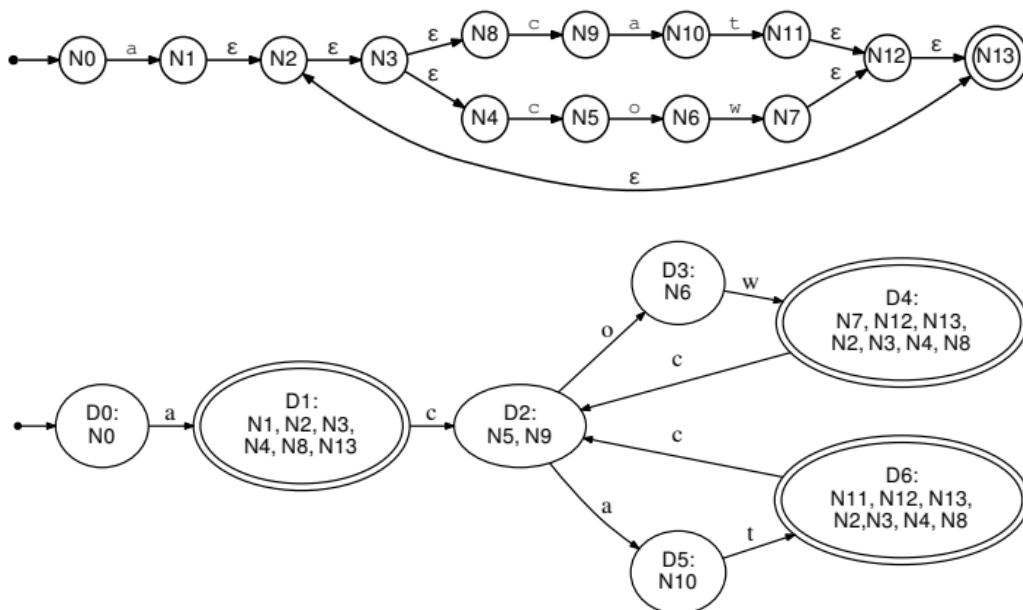 N0 a N1 ε N2 ε N3 ε N8 c N9 a N10 t N11 ε N12 ε N13
ε N4 c N5 o N6 w N7 ε
ε
D3:
N6
w
D4:
N7, N12, N13,
N2, N3, N4, N8
o
c
D0:
N0
a
D1:
N1, N2, N3,
N4, N8, N13
c
D2:
N5, N9
c
a
D6:
N11, N12, N13,
N2,N3, N4, N8
t
D5:
N10